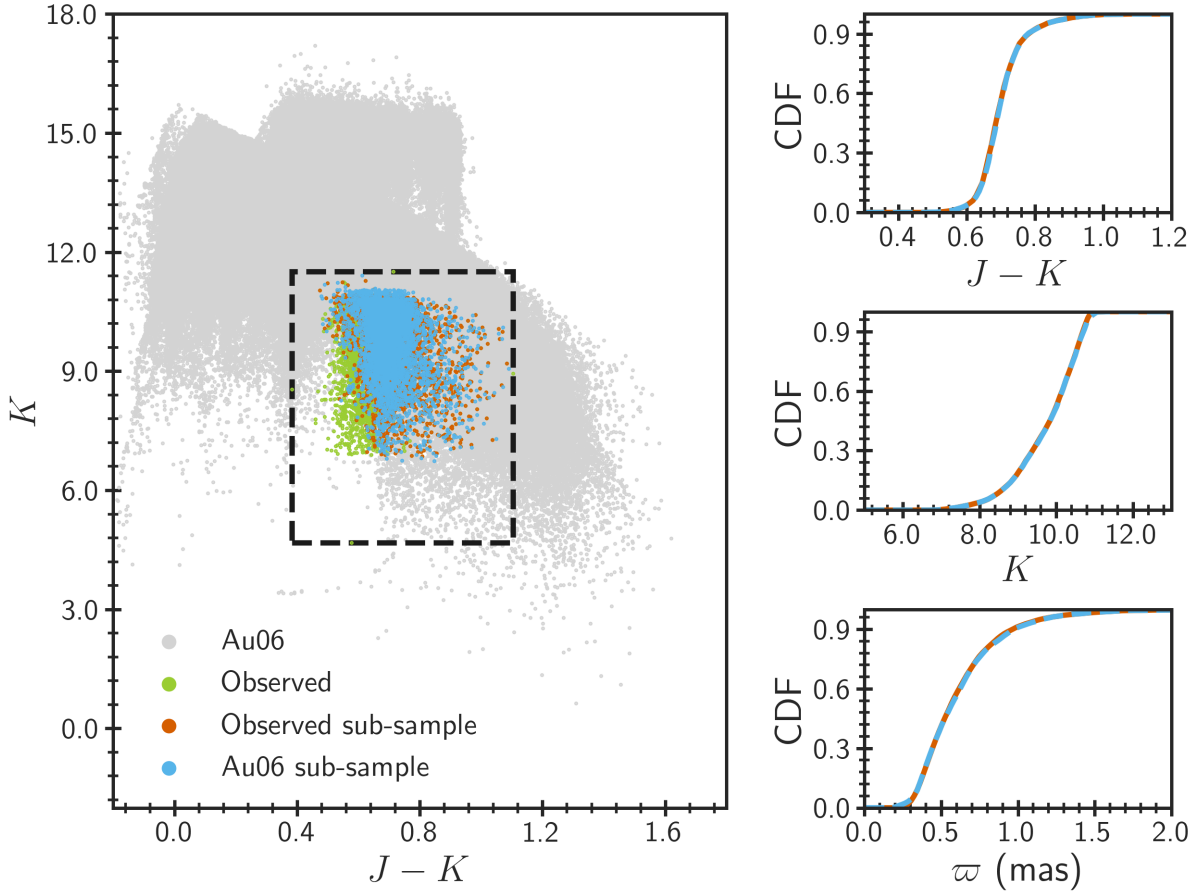 18.0
15.0
12.0
9.0
6.0
3.0
0.0
K
Au06
Observed
Observed sub-sample
Au06 sub-sample
0.0 0.4 0.8 1.2 1.6
J − K
0.9
0.6
0.3
0.0
CDF
0.4 0.6 0.8 1.0 1.2
J − K
0.9
0.6
0.3
0.0
CDF
6.0 8.0 10.0 12.0
K
0.9
0.6
0.3
0.0
CDF
0.0 0.5 1.0 1.5 2.0
ϖ (mas)